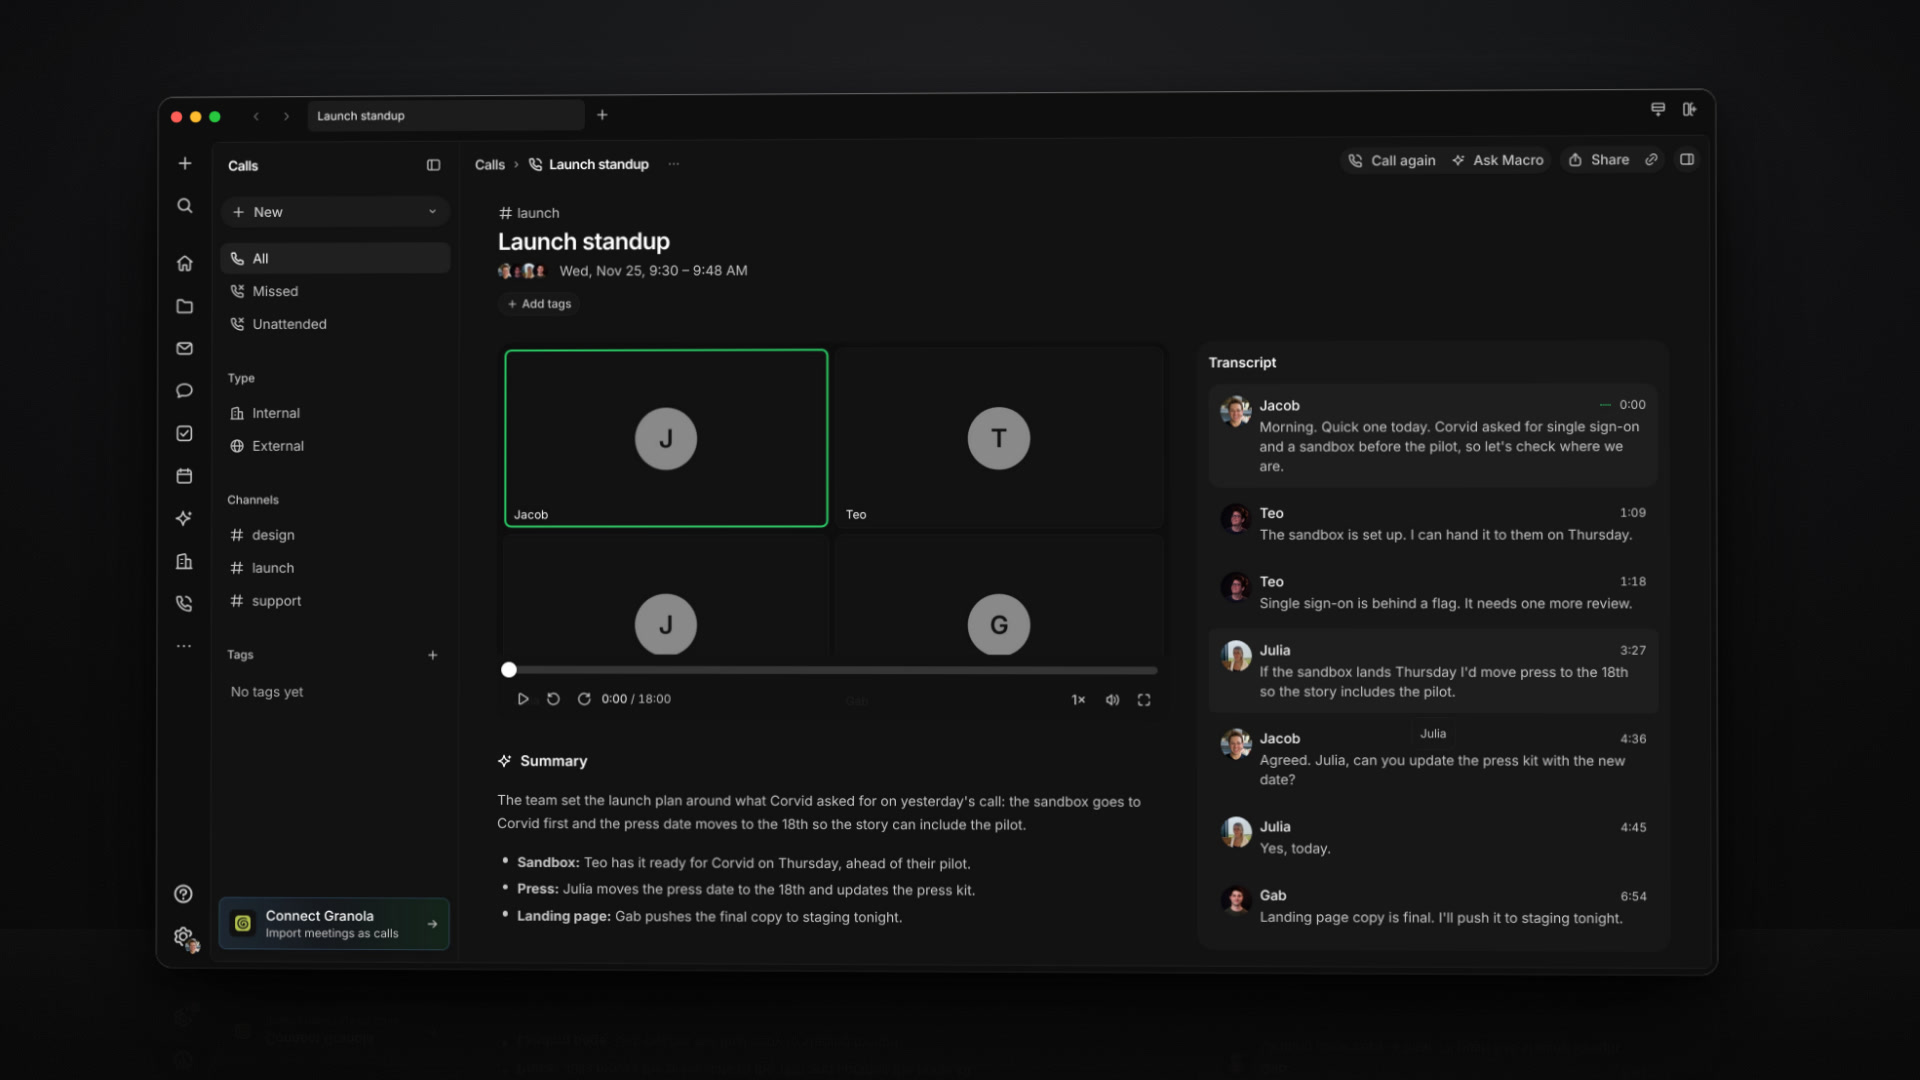 Launch standup
Calls
New
All
Missed
Unattended
Type
Internal
External
Channels
design
launch
support
Tags
No tags yet
Connect Granola
Import meetings as calls
Calls › Launch standup ...
Call again
Ask Macro
Share
# launch
Launch standup
Wed, Nov 25, 9:30 – 9:48 AM
+ Add tags
J
Jacob
T
Teo
J
G
0:00 / 18:00
Gab
1×
Summary
The team set the launch plan around what Corvid asked for on yesterday's call: the sandbox goes to
Corvid first and the press date moves to the 18th so the story can include the pilot.
• Sandbox: Teo has it ready for Corvid on Thursday, ahead of their pilot.
• Press: Julia moves the press date to the 18th and updates the press kit.
• Landing page: Gab pushes the final copy to staging tonight.
Transcript
Jacob 0:00
Morning. Quick one today. Corvid asked for single sign-on
and a sandbox before the pilot, so let's check where we
are.
Teo 1:09
The sandbox is set up. I can hand it to them on Thursday.
Teo 1:18
Single sign-on is behind a flag. It needs one more review.
Julia 3:27
If the sandbox lands Thursday I'd move press to the 18th
so the story includes the pilot.
Julia
Jacob 4:36
Agreed. Julia, can you update the press kit with the new
date?
Julia 4:45
Yes, today.
Gab 6:54
Landing page copy is final. I'll push it to staging tonight.